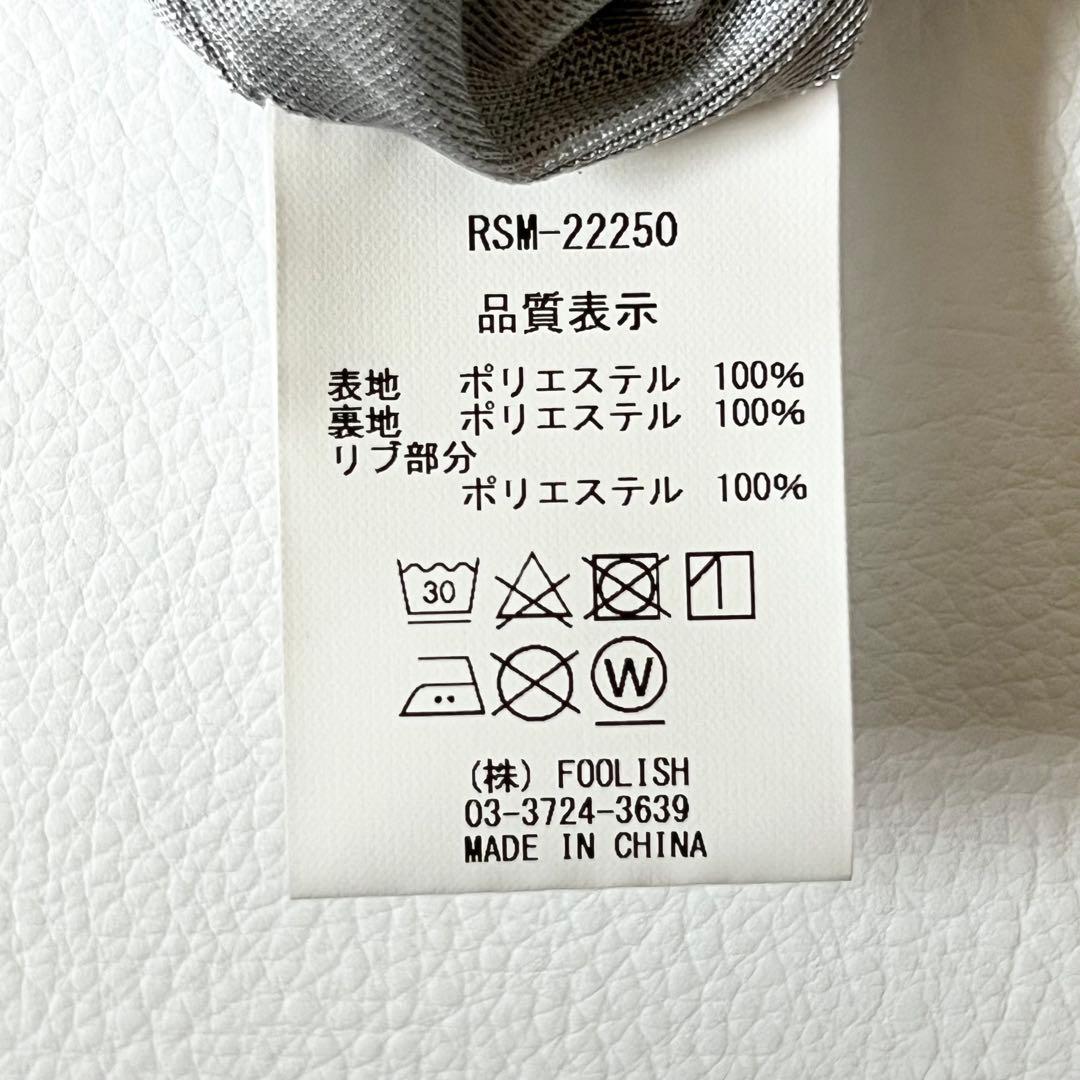 RSM-22250
品質表示
表地 ポリエステル 100%
裏地 ポリエステル 100%
リブ部分
ポリエステル 100%
30
W
(株) FOOLISH
03-3724-3639
MADE IN CHINA